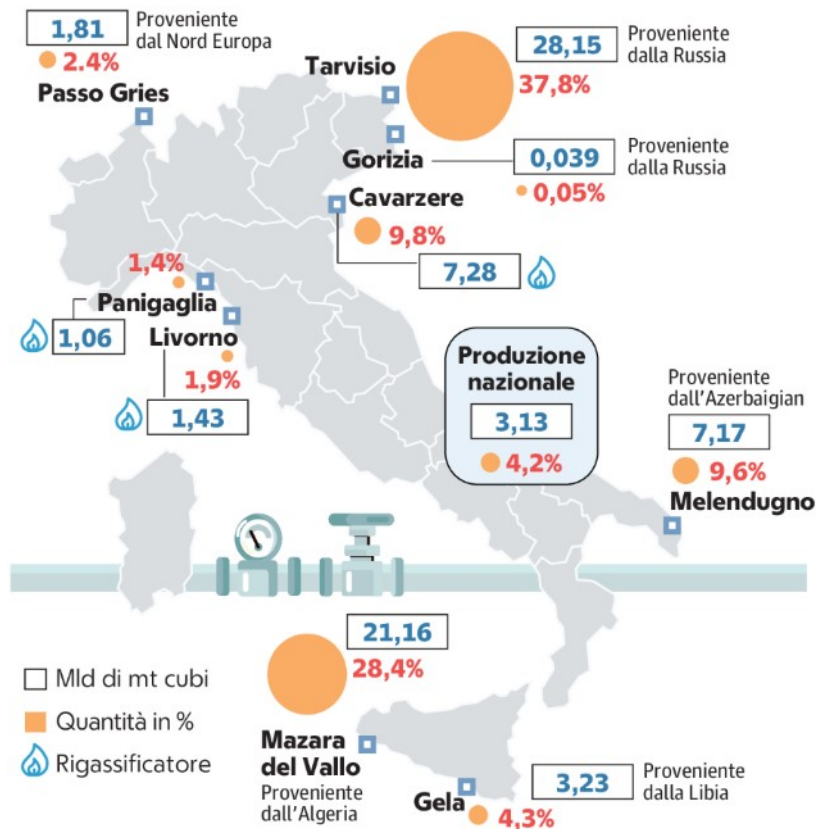 1,81
Proveniente
dal Nord Europa
2.4%
Passo Gries
Tarvisio
28,15
Proveniente
dalla Russia
37,8%
Gorizia
0,039
Proveniente
dalla Russia
0,05%
Cavarzere
9,8%
7,28
1,4%
Panigaglia
1,06
Livorno
1,9%
1,43
Produzione
nazionale
3,13
4,2%
Proveniente
dall'Azerbaigian
7,17
9,6%
Melendugno
21,16
28,4%
Mazara
del Vallo
Proveniente
dall'Algeria
Gela
3,23
Proveniente
dalla Libia
4,3%
Mld di mt cubi
Quantità in %
Rigassificatore